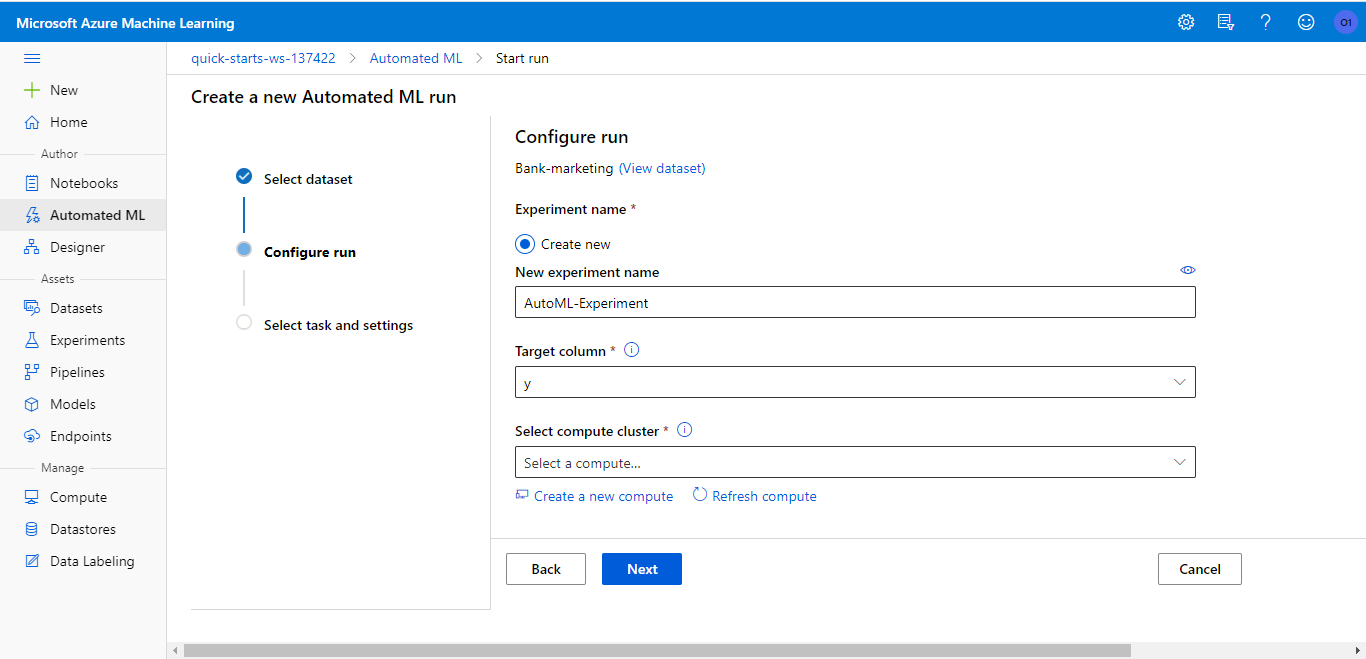 Microsoft Azure Machine Learning
O1
quick-starts-ws-137422 > Automated ML > Start run
New
Home
Author
Notebooks
Automated ML
Designer
Assets
Datasets
Experiments
Pipelines
Models
Endpoints
Manage
Compute
Datastores
Data Labeling
Create a new Automated ML run
Select dataset
Configure run
Select task and settings
Configure run
Bank-marketing (View dataset)
Experiment name *
Create new
New experiment name
AutoML-Experiment
Target column *
y
Select compute cluster *
Select a compute...
Create a new compute Refresh compute
Back Next Cancel